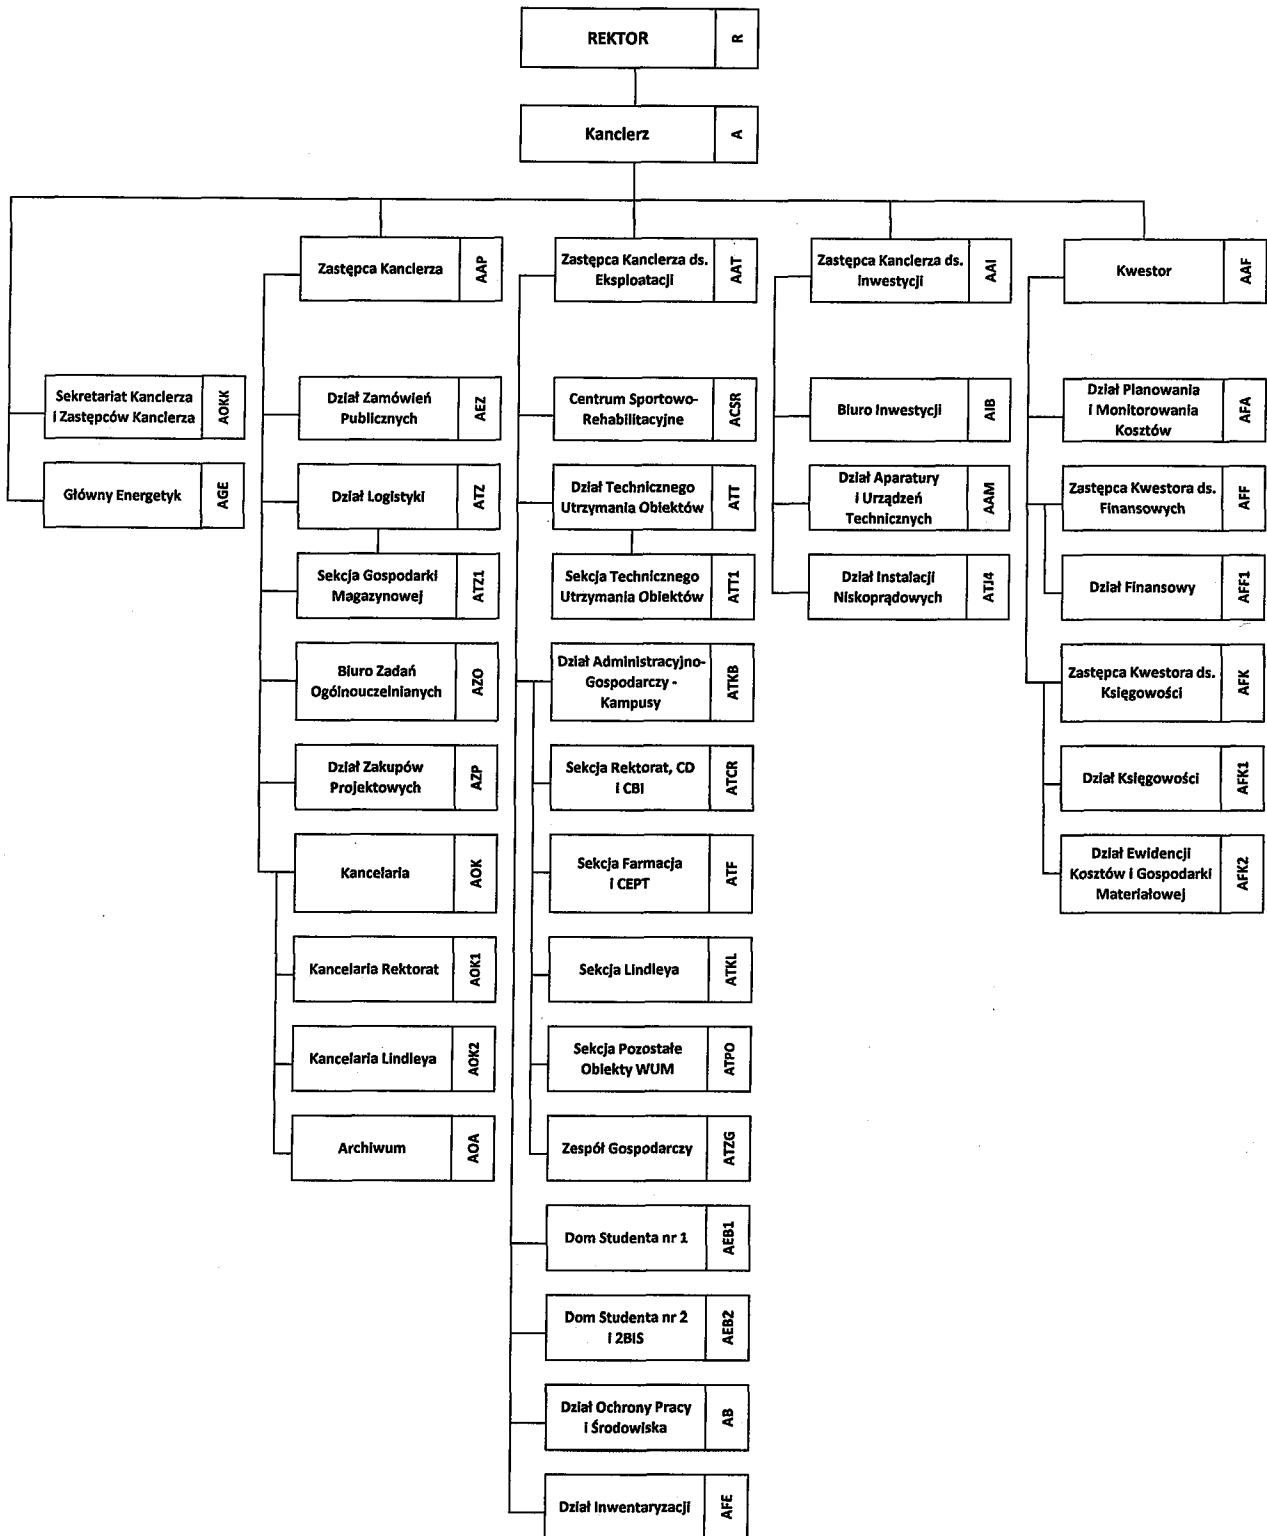 REKTOR
R
Kanclerz
A
Zastępca Kanclerza
AAP
Zastępca Kanclerza ds.
Eksploatacji
AAT
Zastępca Kanclerza ds.
Inwestycji
AAI
Kwestor
AAF
Sekretariat Kanclerza
i Zastępców Kanclerza
AOKK
Główny Energetyk
AGE
Dział Zamówień
Publicznych
AEZ
Dział Logistyki
ATZ
Sekcja Gospodarki
Magazynowej
ATZ1
Biuro Zadań
Ogólnouczelnianych
AZO
Dział Zakupów
Projektowych
AZP
Kancelaria
AOK
Kancelaria Rektorat
AOK1
Kancelaria Lindleya
AOK2
Archiwum
AOA
Centrum Sportowo-
Rehabilitacyjne
ACSR
Dział Technicznego
Utrzymania Obiektów
ATT
Sekcja Technicznego
Utrzymania Obiektów
ATT1
Dział Administracyjno-
Gospodarczy -
Kampusy
ATKB
Sekcja Rektorat, CD
i CBI
ATCR
Sekcja Farmacja
i CEPT
ATF
Sekcja Lindleya
ATKL
Sekcja Pozostałe
Obiekty WUM
ATPO
Zespół Gospodarczy
ATZG
Dom Studenta nr 1
AEB1
Dom Studenta nr 2
i 2BIS
AEB2
Dział Ochrony Pracy
i Środowiska
AB
Dział Inwentaryzacji
AFE
Biuro Inwestycji
AIB
Dział Aparatury
i Urządzeń
Technicznych
AAM
Dział Instalacji
Niskoprądowych
ATJ4
Dział Planowania
i Monitorowania
Kosztów
AFA
Zastępca Kwestora ds.
Finansowych
AFF
Dział Finansowy
AFF1
Zastępca Kwestora ds.
Księgowości
AFK
Dział Księgowości
AFK1
Dział Ewidencji
Kosztów i Gospodarki
Materiałowej
AFK2